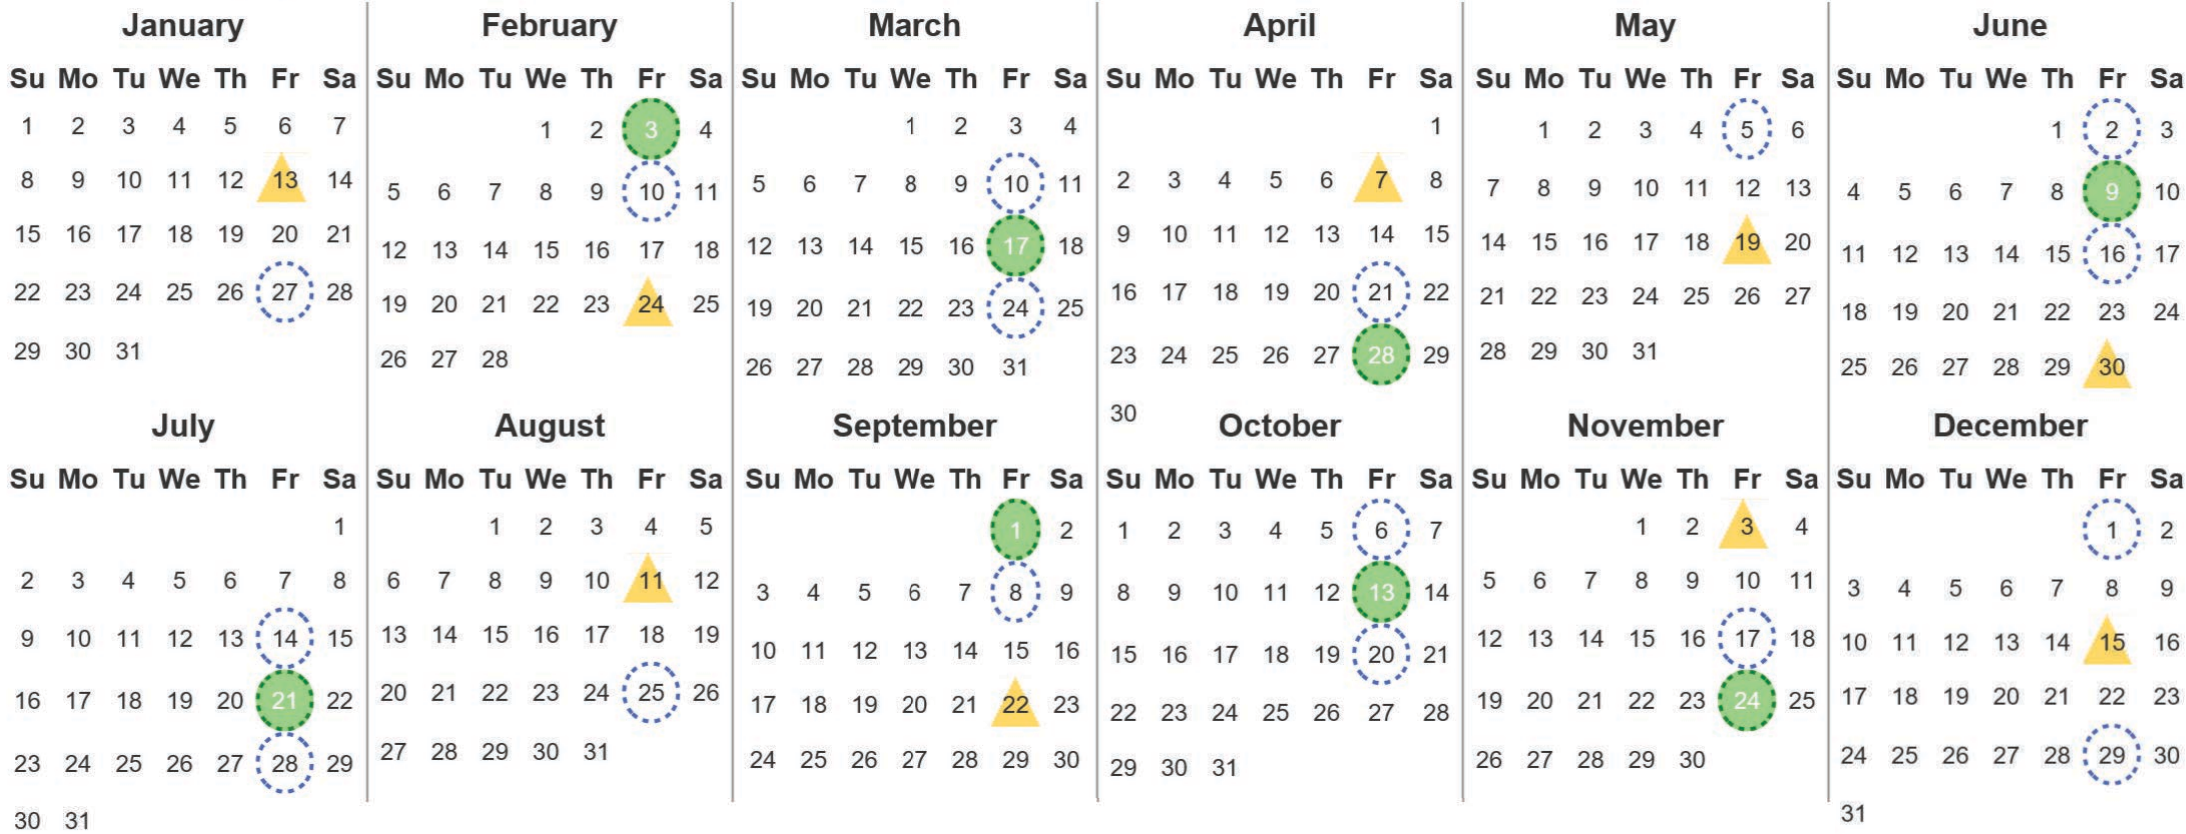 January
Su Mo Tu We Th Fr Sa
1 2 3 4 5 6 7
8 9 10 11 12 13 14
15 16 17 18 19 20 21
22 23 24 25 26 27 28
29 30 31
February
Su Mo Tu We Th Fr Sa
1 2 3 4
5 6 7 8 9 10 11
12 13 14 15 16 17 18
19 20 21 22 23 24 25
26 27 28
March
Su Mo Tu We Th Fr Sa
1 2 3 4
5 6 7 8 9 10 11
12 13 14 15 16 17 18
19 20 21 22 23 24 25
26 27 28 29 30 31
April
Su Mo Tu We Th Fr Sa
1
2 3 4 5 6 7 8
9 10 11 12 13 14 15
16 17 18 19 20 21 22
23 24 25 26 27 28 29
30
May
Su Mo Tu We Th Fr Sa
1 2 3 4 5 6
7 8 9 10 11 12 13
14 15 16 17 18 19 20
21 22 23 24 25 26 27
28 29 30 31
June
Su Mo Tu We Th Fr Sa
1 2 3
4 5 6 7 8 9 10
11 12 13 14 15 16 17
18 19 20 21 22 23 24
25 26 27 28 29 30
July
Su Mo Tu We Th Fr Sa
1
2 3 4 5 6 7 8
9 10 11 12 13 14 15
16 17 18 19 20 21 22
23 24 25 26 27 28 29
30 31
August
Su Mo Tu We Th Fr Sa
1 2 3 4 5
6 7 8 9 10 11 12
13 14 15 16 17 18 19
20 21 22 23 24 25 26
27 28 29 30 31
September
Su Mo Tu We Th Fr Sa
1 2
3 4 5 6 7 8 9
10 11 12 13 14 15 16
17 18 19 20 21 22 23
24 25 26 27 28 29 30
October
Su Mo Tu We Th Fr Sa
1 2 3 4 5 6 7
8 9 10 11 12 13 14
15 16 17 18 19 20 21
22 23 24 25 26 27 28
29 30 31
November
Su Mo Tu We Th Fr Sa
1 2 3 4
5 6 7 8 9 10 11
12 13 14 15 16 17 18
19 20 21 22 23 24 25
26 27 28 29 30
December
Su Mo Tu We Th Fr Sa
1 2
3 4 5 6 7 8 9
10 11 12 13 14 15 16
17 18 19 20 21 22 23
24 25 26 27 28 29 30
31